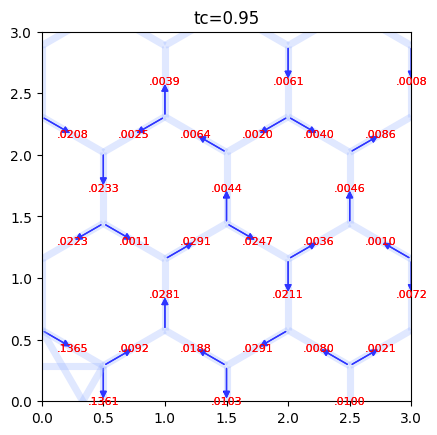 tc=0.95
3.0
.0039 .0061 .0008
2.5
.0208 .0025 .0064 .0020 .0040 .0086
2.0
.0233 .0044 .0046
1.5
.0223 .0011 .0291 .0247 .0036 .0010
1.0
.0281 .0211 .0072
0.5
.1365 .0092 .0188 .0291 .0080 .0021
0.0
.1361 .0103 .0100
0.0 0.5 1.0 1.5 2.0 2.5 3.0